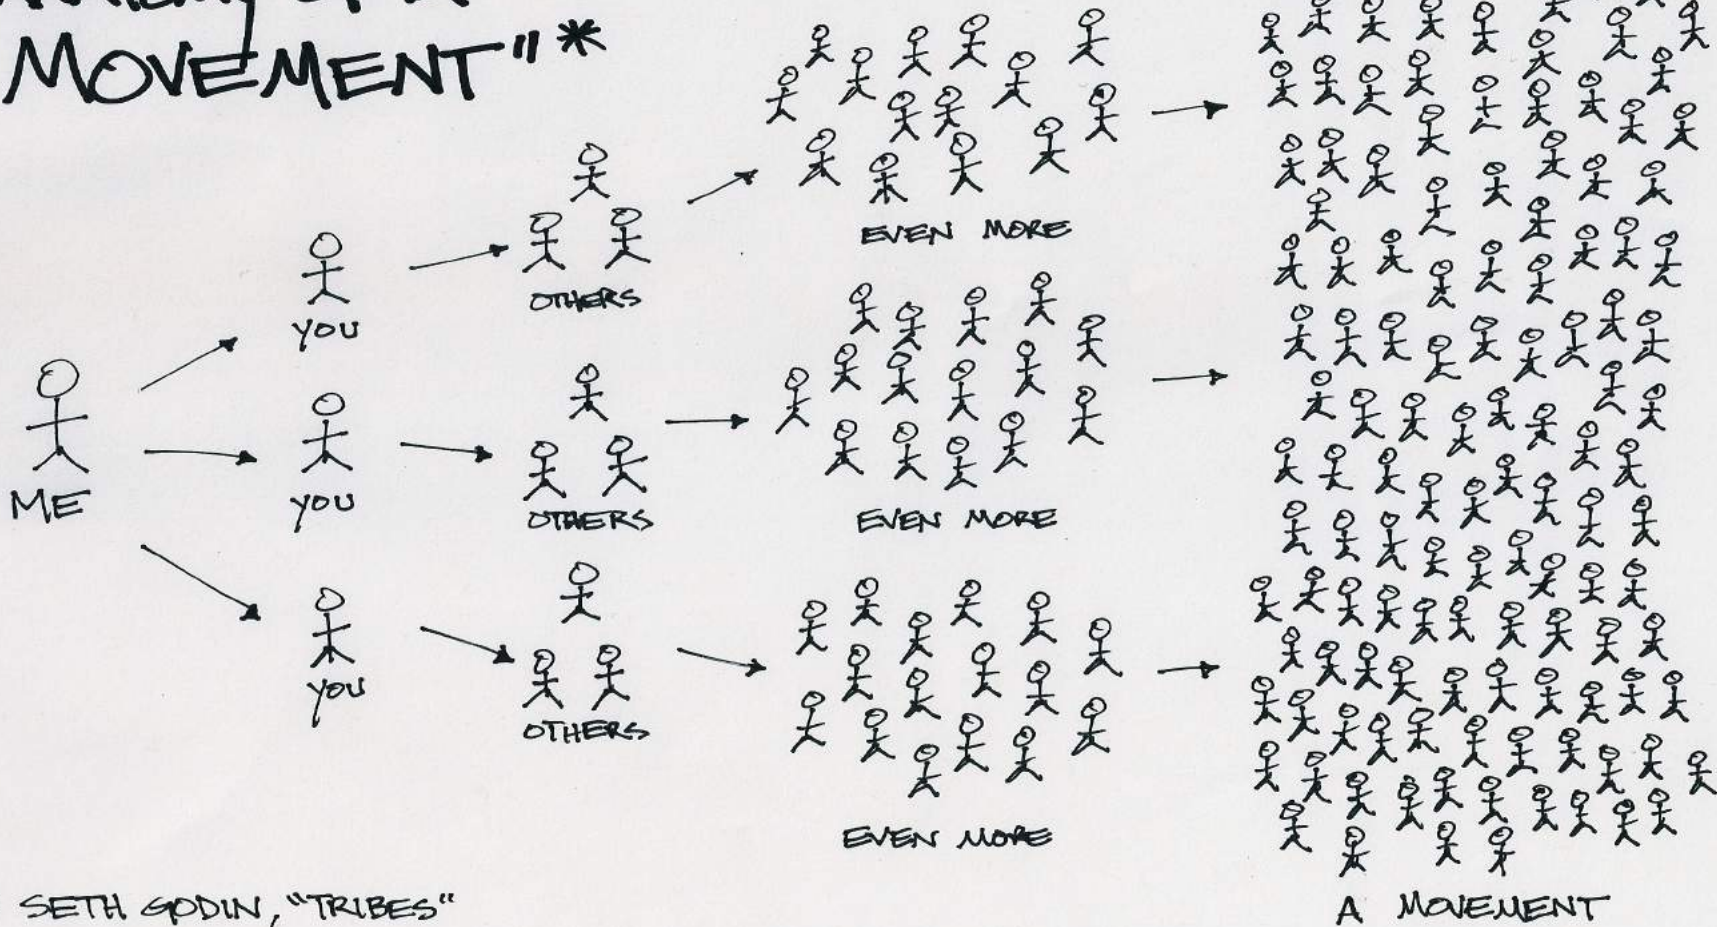 MOVEMENT"*
YOU
OTHERS
EVEN MORE
ME
YOU
OTHERS
EVEN MORE
YOU
OTHERS
EVEN MORE
SETH GODIN, "TRIBES"
A MOVEMENT